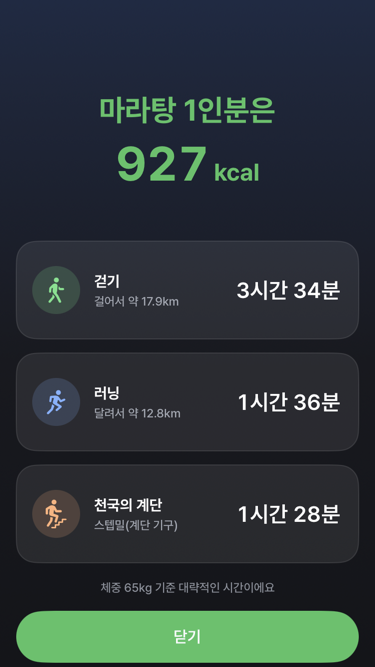 마라탕 1인분은
927 kcal
걷기
걸어서 약 17.9km
3시간 34분
러닝
달려서 약 12.8km
1시간 36분
천국의 계단
스텝밀(계단 기구)
1시간 28분
체중 65kg 기준 대략적인 시간이에요
닫기